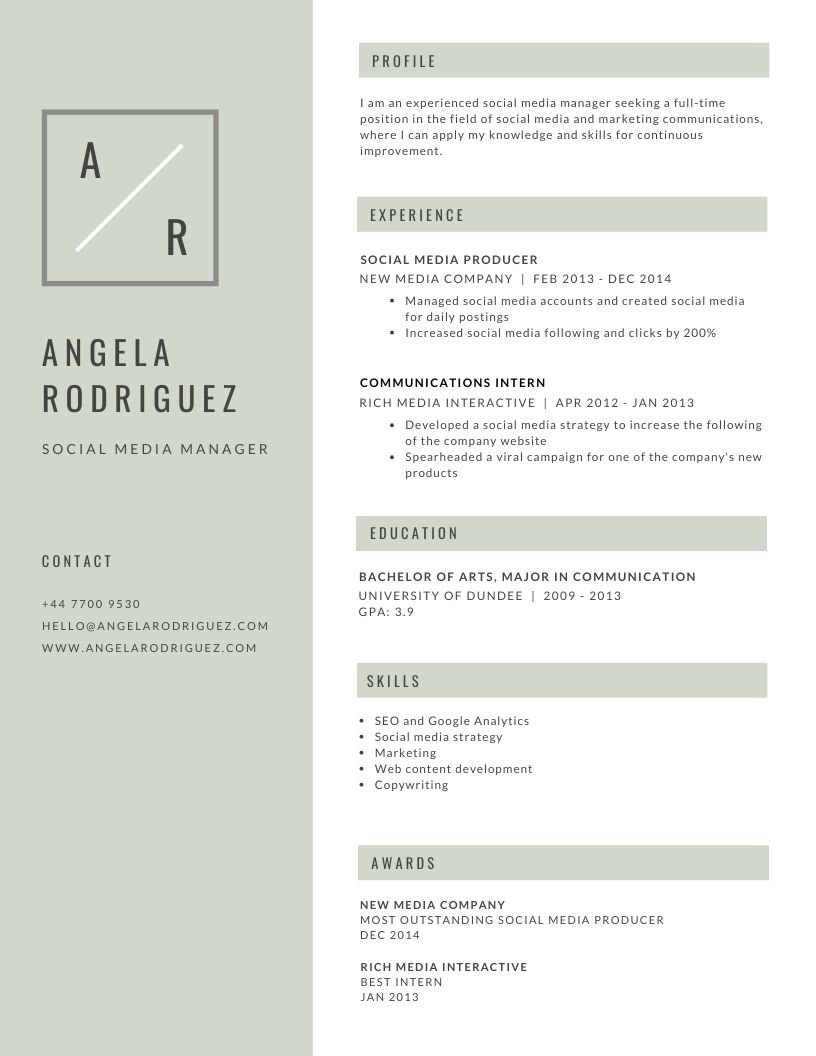 A
R
ANGELA
RODRIGUEZ
SOCIAL MEDIA MANAGER
CONTACT
+44 7700 9530
HELLO@ANGELARODRIGUEZ.COM
WWW.ANGELARODRIGUEZ.COM
PROFILE
I am an experienced social media manager seeking a full-time
position in the field of social media and marketing communications,
where I can apply my knowledge and skills for continuous
improvement.
EXPERIENCE
SOCIAL MEDIA PRODUCER
NEW MEDIA COMPANY | FEB 2013 - DEC 2014
• Managed social media accounts and created social media
for daily postings
• Increased social media following and clicks by 200%
COMMUNICATIONS INTERN
RICH MEDIA INTERACTIVE | APR 2012 - JAN 2013
• Developed a social media strategy to increase the following
of the company website
• Spearheaded a viral campaign for one of the company's new
products
EDUCATION
BACHELOR OF ARTS, MAJOR IN COMMUNICATION
UNIVERSITY OF DUNDEE | 2009 - 2013
GPA: 3.9
SKILLS
• SEO and Google Analytics
• Social media strategy
• Marketing
• Web content development
• Copywriting
AWARDS
NEW MEDIA COMPANY
MOST OUTSTANDING SOCIAL MEDIA PRODUCER
DEC 2014
RICH MEDIA INTERACTIVE
BEST INTERN
JAN 2013